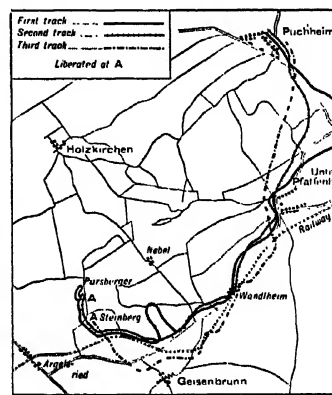 First track
Second track
Third track
Liberated at A
Puchheim
Holzkirchen
Unter
Pfaffenh
Railway
Nebel
Pursberger
A
A Steinberg
Wandlheim
Argels
ried
Geisenbrunn